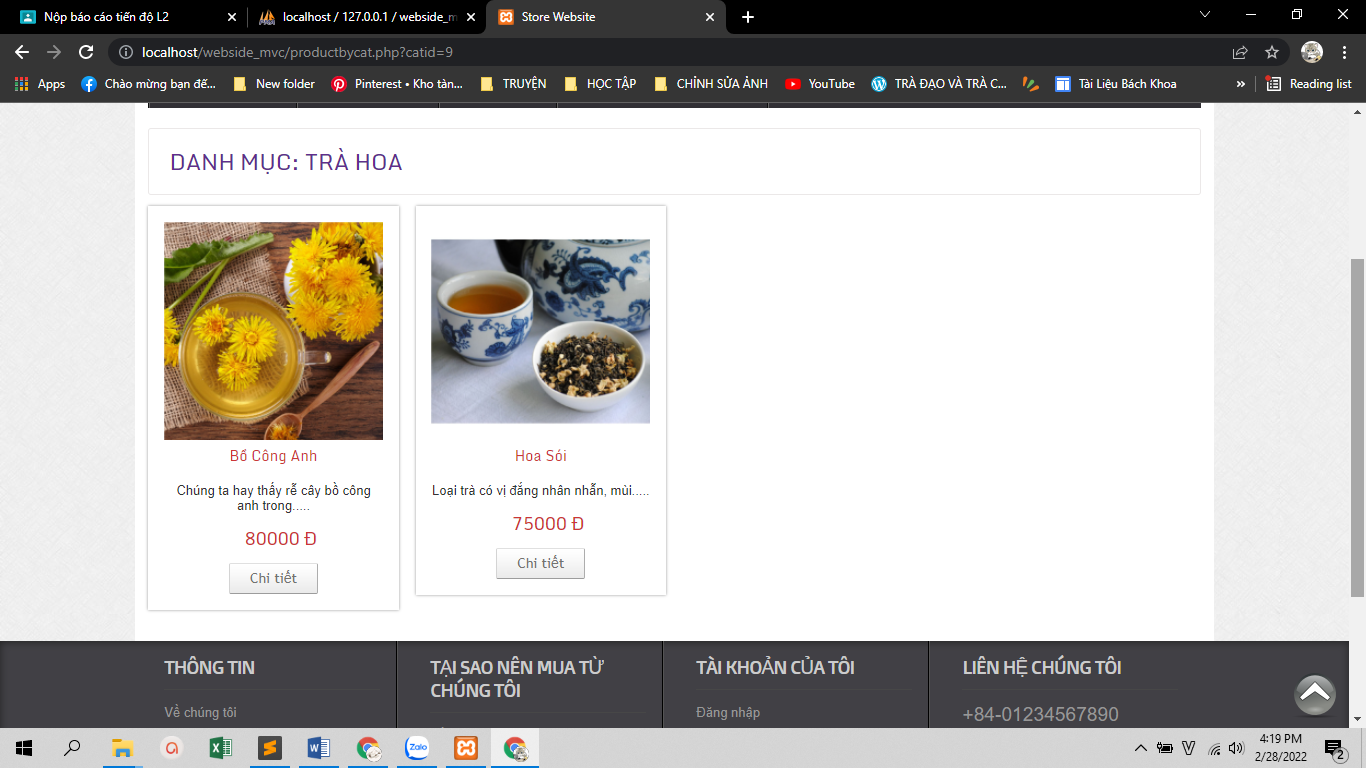 Nộp báo cáo tiến độ L2
localhost / 127.0.0.1 / webside_m
Store Website
localhost/webside_mvc/productbycat.php?catid=9
Apps
Chào mừng bạn đế...
New folder
Pinterest • Kho tàn...
TRUYỆN
HỌC TẬP
CHỈNH SỬA ẢNH
YouTube
TRÀ ĐẠO VÀ TRÀ C...
Tài Liệu Bách Khoa
»
Reading list
DANH MỤC: TRÀ HOA
Bồ Công Anh
Chúng ta hay thấy rễ cây bồ công
anh trong.....
80000 Đ
Chi tiết
Hoa Sói
Loại trà có vị đắng nhân nhẫn, mùi.....
75000 Đ
Chi tiết
THÔNG TIN
Về chúng tôi
TẠI SAO NÊN MUA TỪ
CHÚNG TÔI
TÀI KHOẢN CỦA TÔI
Đăng nhập
LIÊN HỆ CHÚNG TÔI
+84-01234567890
Zalo
4:19 PM
2/28/2022
2